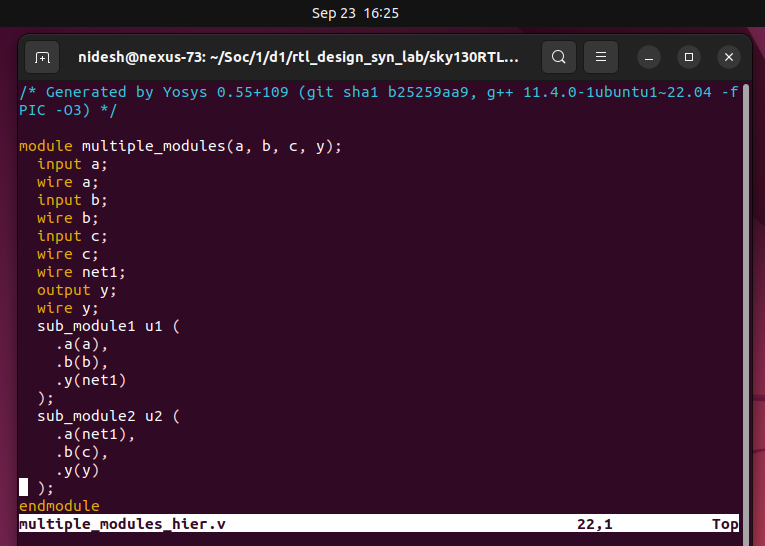 Sep 23  16:25
nidesh@nexus-73: ~/Soc/1/d1/rtl_design_syn_lab/sky130RTL...
/* Generated by Yosys 0.55+109 (git sha1 b25259aa9, g++ 11.4.0-1ubuntu1~22.04 -f
PIC -O3) */

module multiple_modules(a, b, c, y);
  input a;
  wire a;
  input b;
  wire b;
  input c;
  wire c;
  wire net1;
  output y;
  wire y;
  sub_module1 u1 (
    .a(a),
    .b(b),
    .y(net1)
  );
  sub_module2 u2 (
    .a(net1),
    .b(c),
    .y(y)
  );
endmodule
multiple_modules_hier.v 22,1 Top